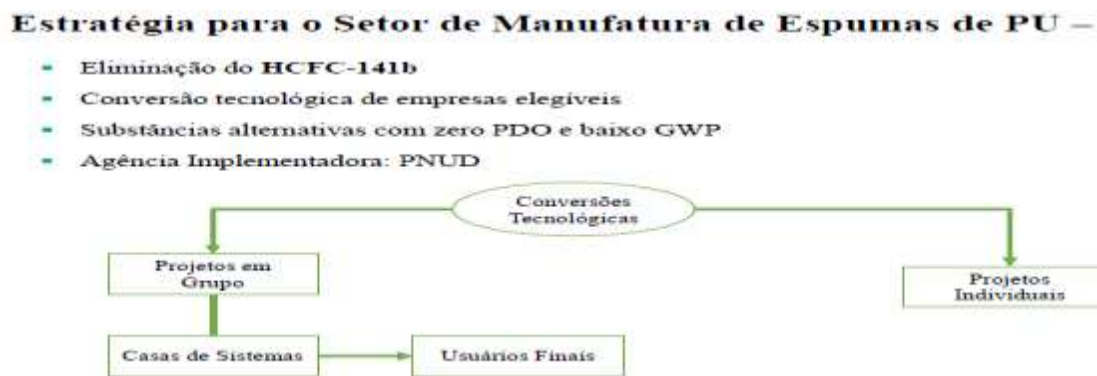 Estratégia para o Setor de Manufatura de Espumas de PU –
Eliminação do HCFC-141b
Conversão tecnológica de empresas elegíveis
Substâncias alternativas com zero PDO e baixo GWP
Agência Implementadora: PNUD
Conversões
Tecnológicas
Projetos em
Grupo
Projetos
Individuais
Casas de Sistemas
Usuários Finais